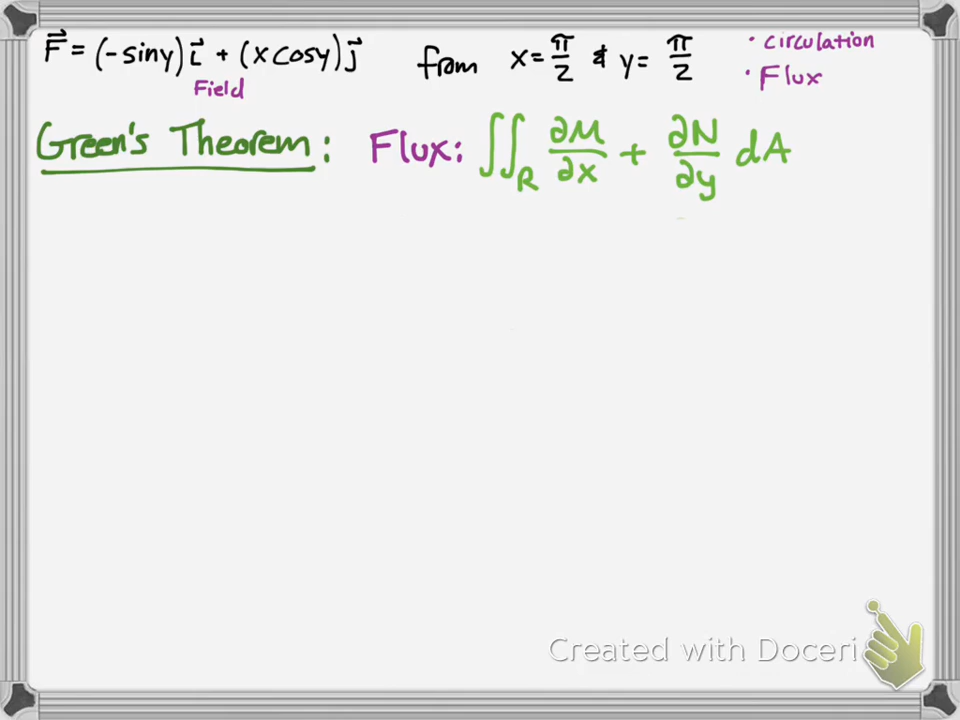 F⃗ = (-siny)i⃗ + (xcosy)j⃗ from x = π/2 & y = π/2
• circulation
• Flux
Field
Green's Theorem: Flux: ∬_R ∂M/∂x + ∂N/∂y dA
Created with Doceri